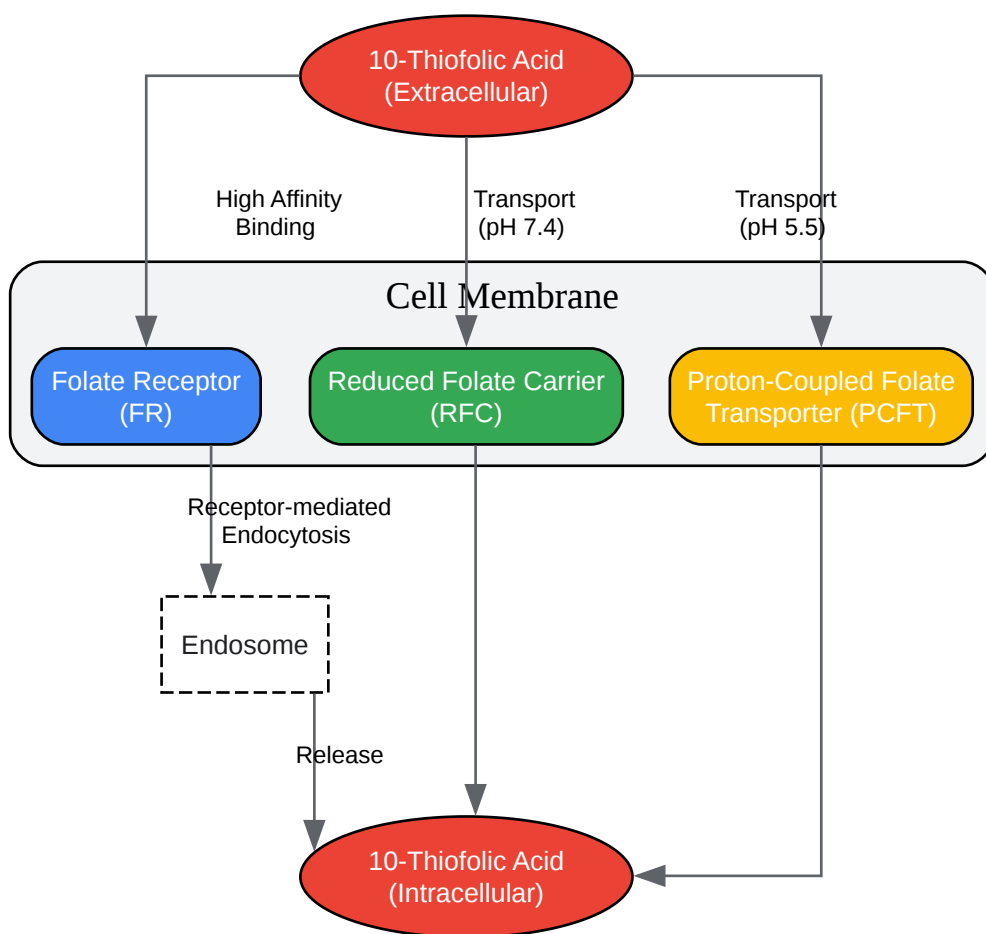 10-Thiofolic Acid
(Extracellular)
High Affinity
Binding
Transport
(pH 7.4)
Transport
(pH 5.5)
Cell Membrane
Folate Receptor
(FR)
Reduced Folate Carrier
(RFC)
Proton-Coupled Folate
Transporter (PCFT)
Receptor-mediated
Endocytosis
Endosome
Release
10-Thiofolic Acid
(Intracellular)